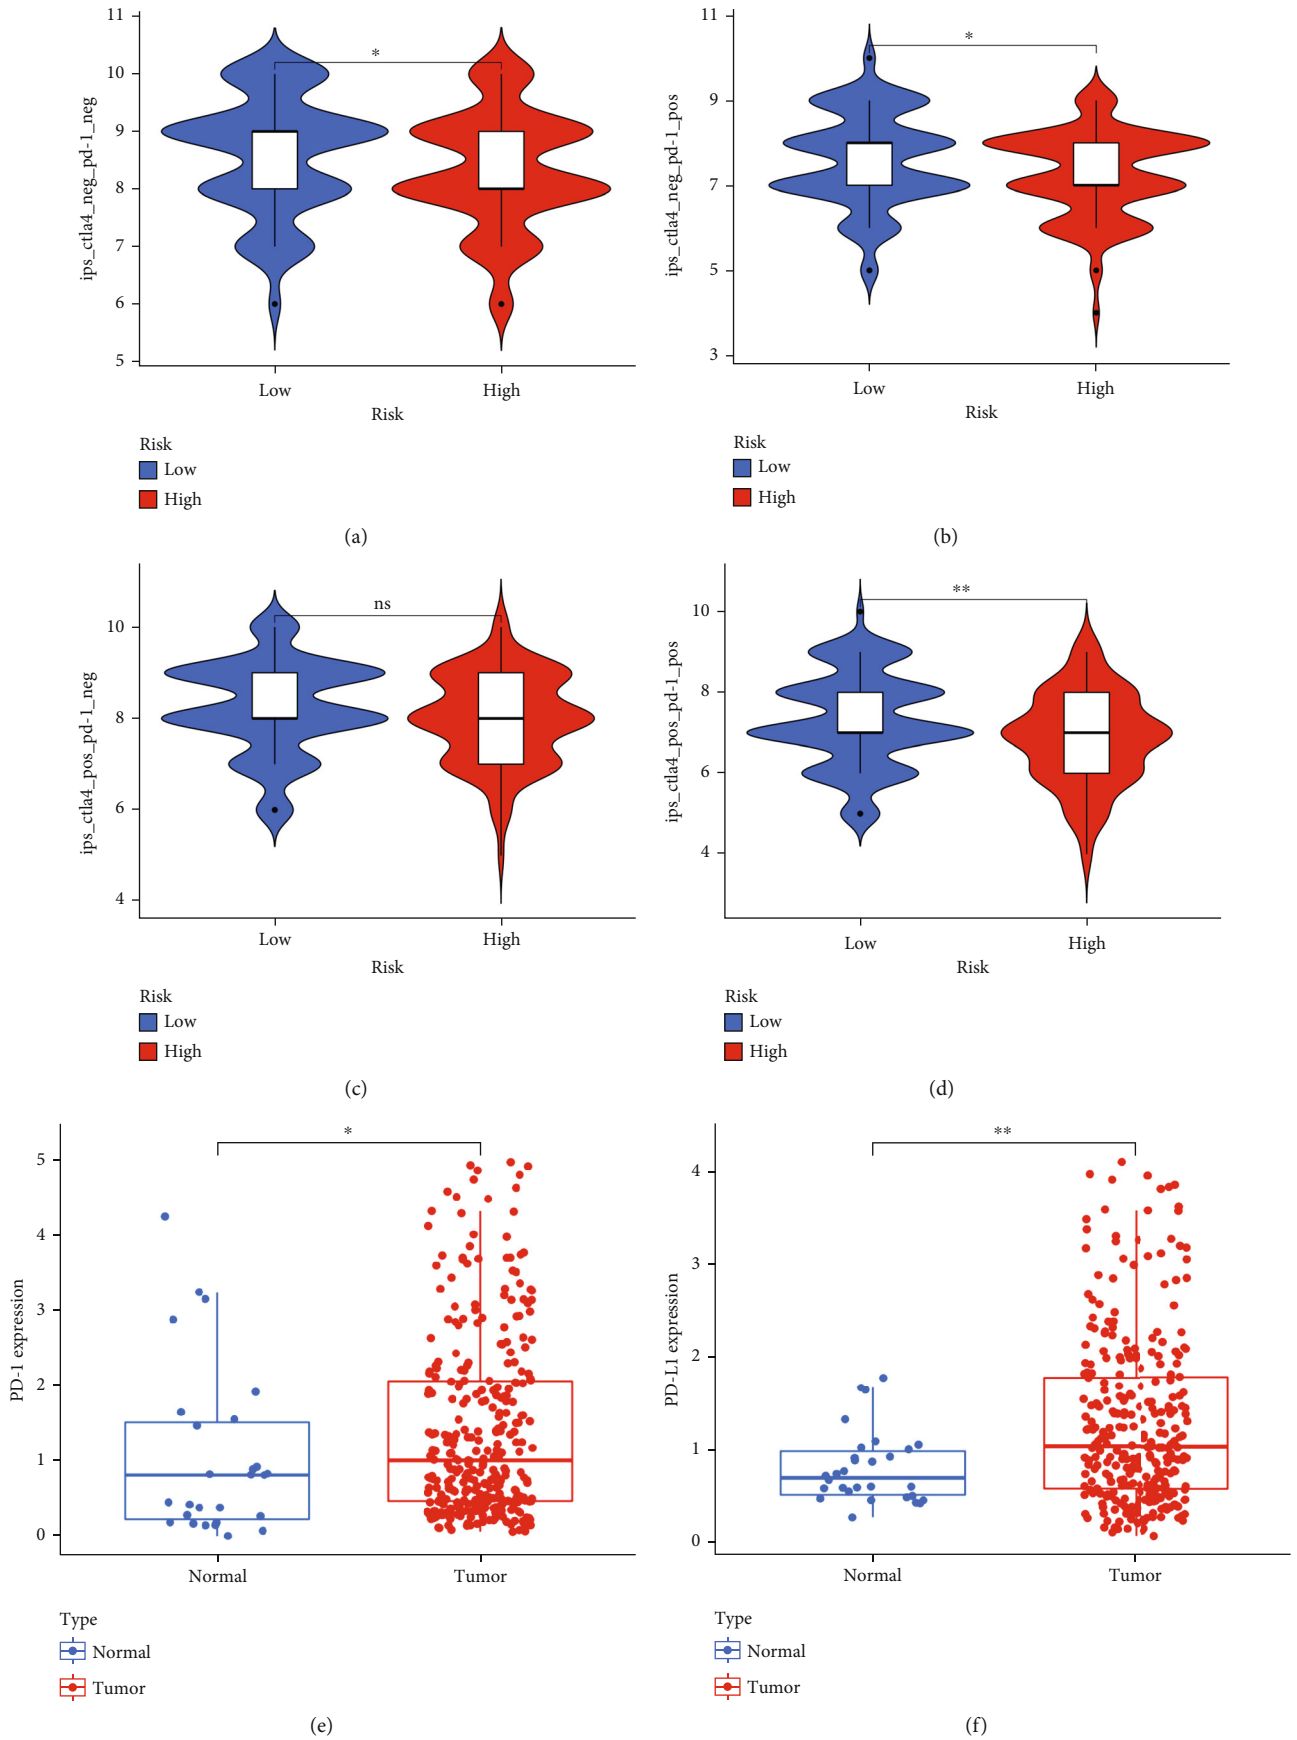 11
10
9
8
7
6
5
ips_ctla4_neg_pd-1_neg
*
Low
High
Risk
Risk
Low
High
(a)
11
9
7
5
3
ips_ctla4_neg_pd-1_pos
*
Low
High
Risk
Risk
Low
High
(b)
10
8
6
4
ips_ctla4_pos_pd-1_neg
ns
Low
High
Risk
Risk
Low
High
(c)
10
8
6
4
ips_ctla4_pos_pd-1_pos
**
Low
High
Risk
Risk
Low
High
(d)
5
4
3
2
1
0
PD-1 expression
*
Normal
Tumor
Type
Normal
Tumor
(e)
4
3
2
1
0
PD-L1 expression
**
Normal
Tumor
Type
Normal
Tumor
(f)